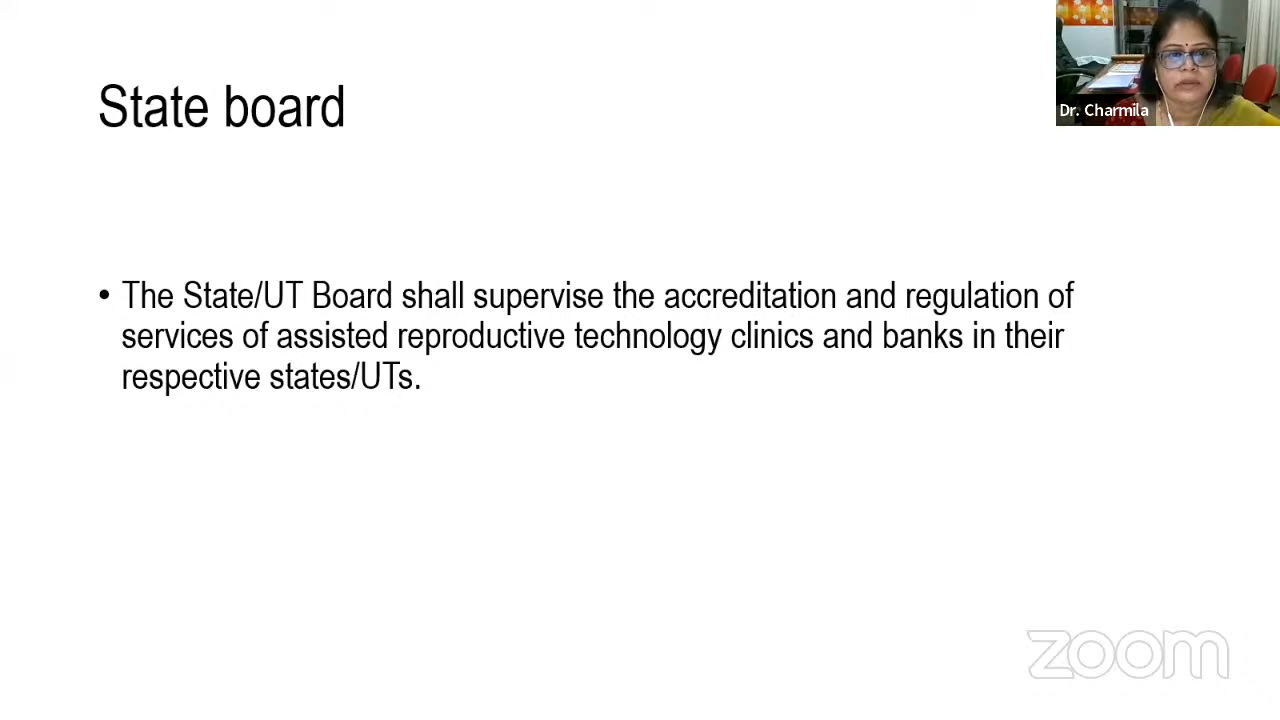 State board
Dr. Charmila
• The State/UT Board shall supervise the accreditation and regulation of
services of assisted reproductive technology clinics and banks in their
respective states/UTs.
zoom